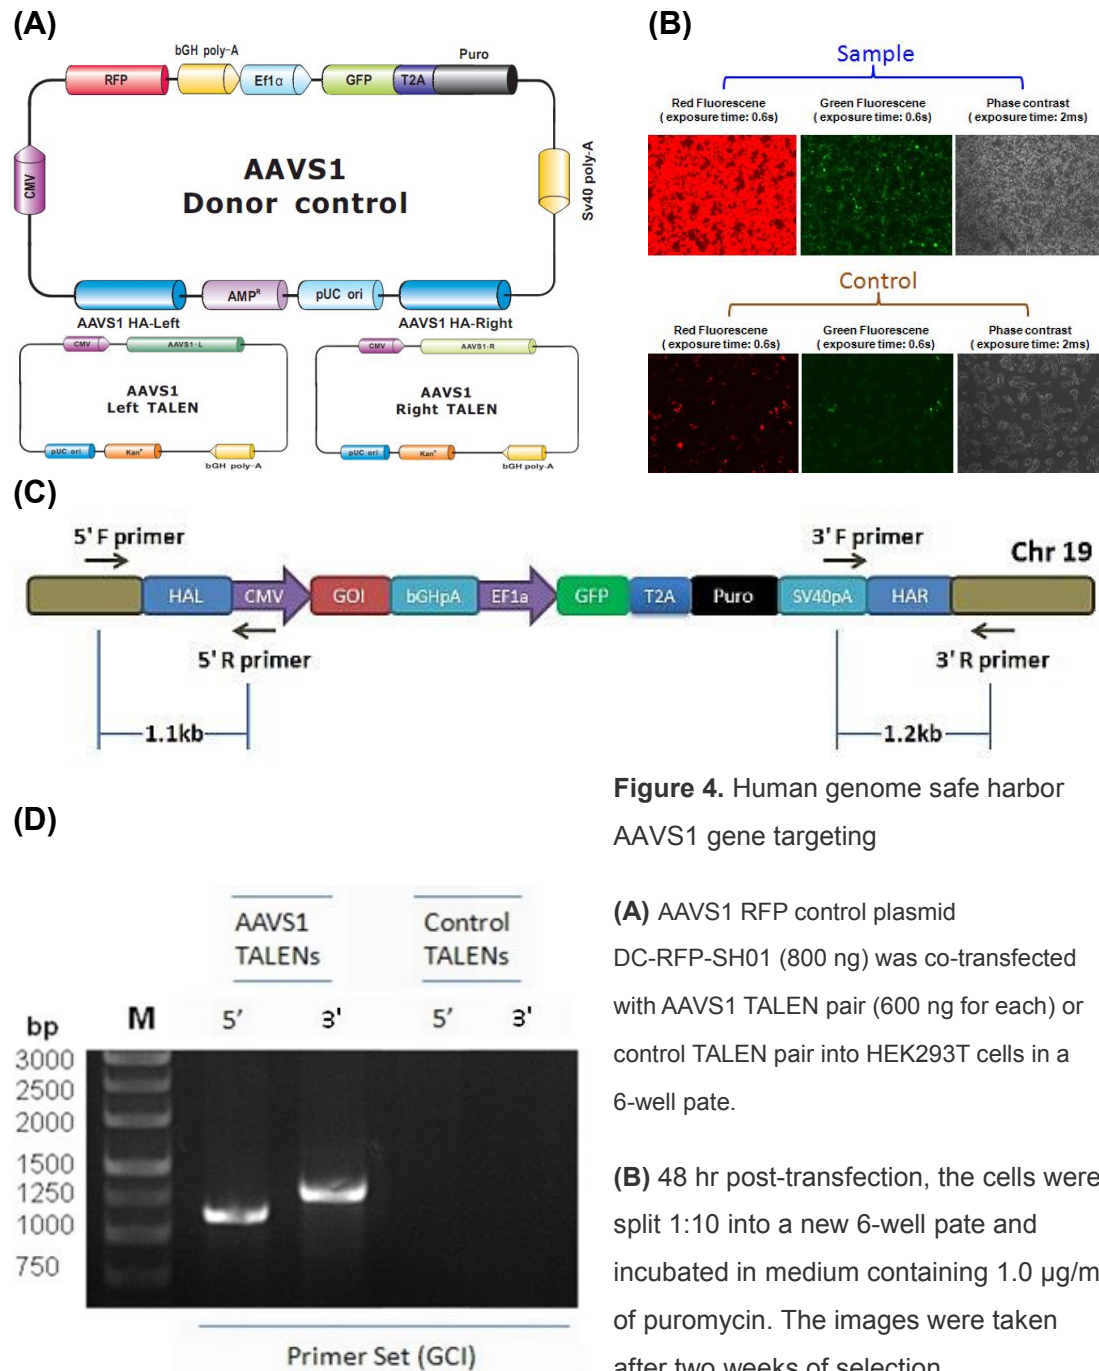 (A)
bGH poly-A
Puro
RFP
Ef1α
GFP
T2A
CMV
AAVS1
Donor control
Sv40 poly-A
AMP^R
pUC ori
AAVS1 HA-Left
AAVS1 HA-Right
CMV
AAVS1-L
AAVS1
Left TALEN
pUC ori
Kan^R
bGH poly-A
CMV
AAVS1-R
AAVS1
Right TALEN
pUC ori
Kan^R
bGH poly-A
(B)
Sample
Red Fluorescene
( exposure time: 0.6s)
Green Fluorescene
( exposure time: 0.6s)
Phase contrast
( exposure time: 2ms)
Control
Red Fluorescene
( exposure time: 0.6s)
Green Fluorescene
( exposure time: 0.6s)
Phase contrast
( exposure time: 2ms)
(C)
5' F primer
3' F primer
Chr 19
HAL
CMV
GOI
bGHpA
EF1a
GFP
T2A
Puro
SV40pA
HAR
5' R primer
3' R primer
1.1kb
1.2kb
(D)
AAVS1
TALENs
Control
TALENs
bp
M
5'
3'
5'
3'
3000
2500
2000
1500
1250
1000
750
Primer Set (GCI)
Figure 4. Human genome safe harbor
AAVS1 gene targeting
(A) AAVS1 RFP control plasmid
DC-RFP-SH01 (800 ng) was co-transfected
with AAVS1 TALEN pair (600 ng for each) or
control TALEN pair into HEK293T cells in a
6-well pate.
(B) 48 hr post-transfection, the cells were
split 1:10 into a new 6-well pate and
incubated in medium containing 1.0 µg/m
of puromycin. The images were taken
after two weeks of selection